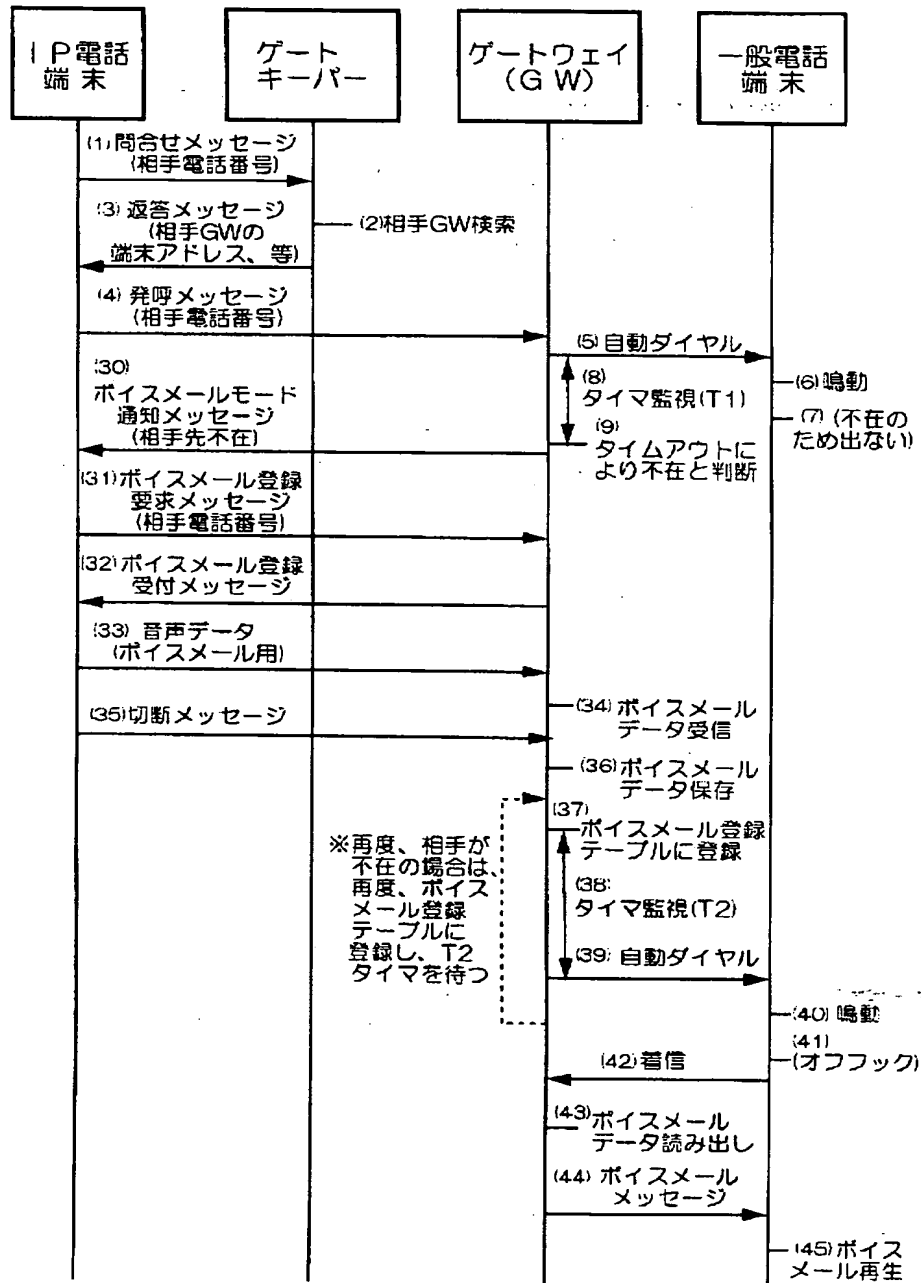 IP電話
端末
ゲート
キーパー
ゲートウェイ
(GW)
一般電話
端末
(1)問合せメッセージ
(相手電話番号)
(2)相手GW検索
(3)返答メッセージ
(相手GWの
端末アドレス、等)
(4)発呼メッセージ
(相手電話番号)
(5)自動ダイヤル
(6)鳴動
(7)(不在の
ため出ない)
(8)
タイマ監視(T1)
(9)
タイムアウトに
より不在と判断
(30)
ボイスメールモード
通知メッセージ
(相手先不在)
(31)ボイスメール登録
要求メッセージ
(相手電話番号)
(32)ボイスメール登録
受付メッセージ
(33)音声データ
(ボイスメール用)
(34)ボイスメール
データ受信
(35)切断メッセージ
(36)ボイスメール
データ保存
(37)
ボイスメール登録
テーブルに登録
※再度、相手が
不在の場合は、
再度、ボイス
メール登録
テーブルに
登録し、T2
タイマを待つ
(38)
タイマ監視(T2)
(39)自動ダイヤル
(40)鳴動
(41)
(オフフック)
(42)着信
(43)ボイスメール
データ読み出し
(44)ボイスメール
メッセージ
(45)ボイス
メール再生